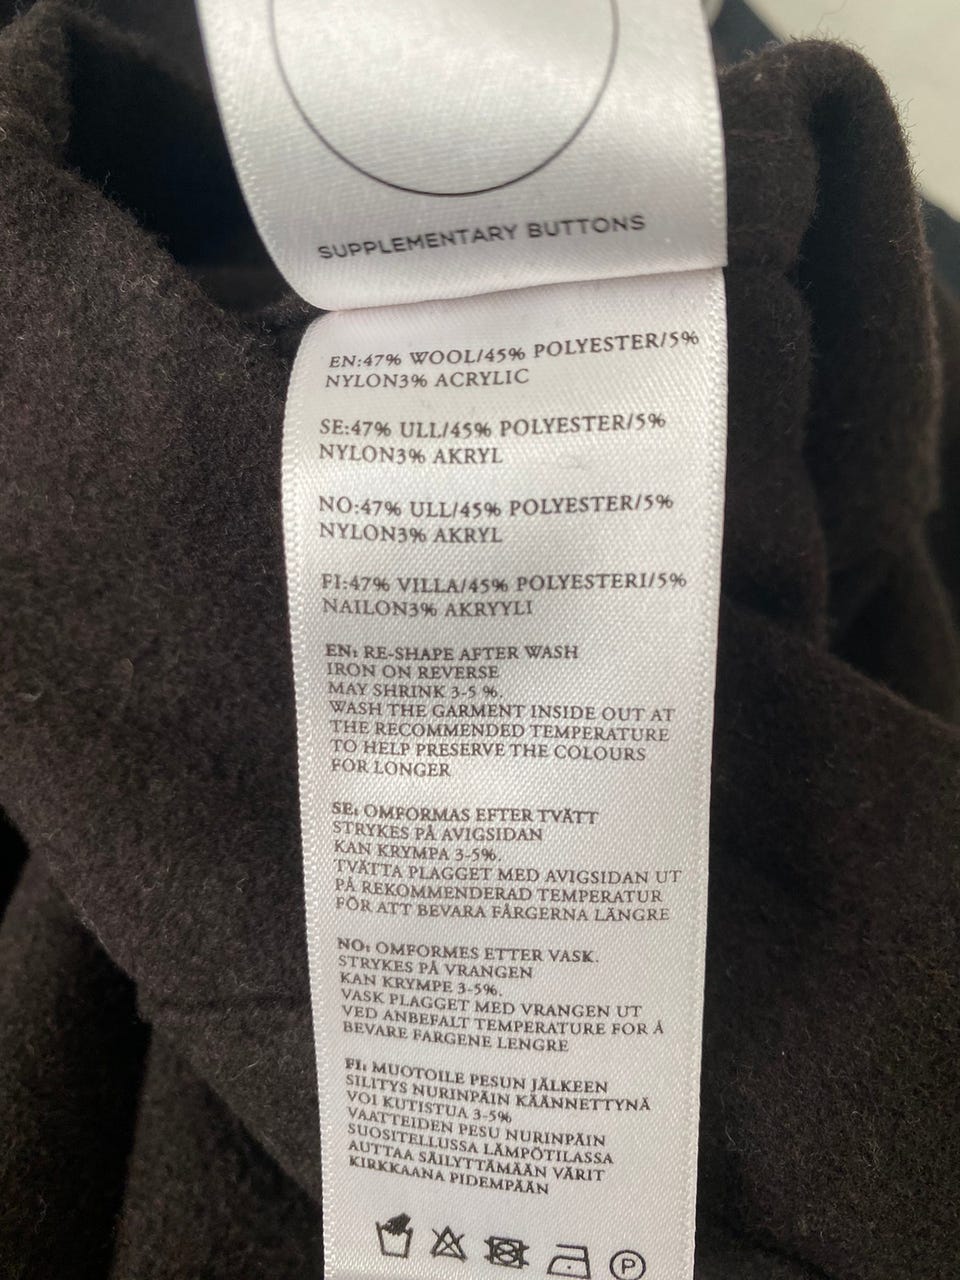 SUPPLEMENTARY BUTTONS
EN:47% WOOL/45% POLYESTER/5%
NYLON3% ACRYLIC
SE:47% ULL/45% POLYESTER/5%
NYLON3% AKRYL
NO:47% ULL/45% POLYESTER/5%
NYLON3% AKRYL
FI:47% VILLA/45% POLYESTERI/5%
NAILON3% AKRYYLI
EN: RE-SHAPE AFTER WASH
IRON ON REVERSE
MAY SHRINK 3-5 %.
WASH THE GARMENT INSIDE OUT AT
THE RECOMMENDED TEMPERATURE
TO HELP PRESERVE THE COLOURS
FOR LONGER
SE: OMFORMAS EFTER TVÄTT
STRYKES PÅ AVIGSIDAN
KAN KRYMPA 3-5%.
TVÄTTA PLAGGET MED AVIGSIDAN UT
PÅ REKOMMENDERAD TEMPERATUR
FÖR ATT BEVARA FÄRGERNA LÄNGRE
NO: OMFORMES ETTER VASK.
STRYKES PÅ VRANGEN
KAN KRYMPE 3-5%.
VASK PLAGGET MED VRANGEN UT
VED ANBEFALT TEMPERATURE FOR Å
BEVARE FARGENE LENGRE
FI: MUOTOILE PESUN JÄLKEEN
SILITYS NURINPÄIN KÄÄNNETTYNÄ
VOI KUTISTUA 3-5%
VAATTEIDEN PESU NURINPÄIN
SUOSITELLUSSA LÄMPÖTILASSA
AUTTAA SÄILYTTÄMÄÄN VÄRIT
KIRKKAANA PIDEMPÄÄN
P